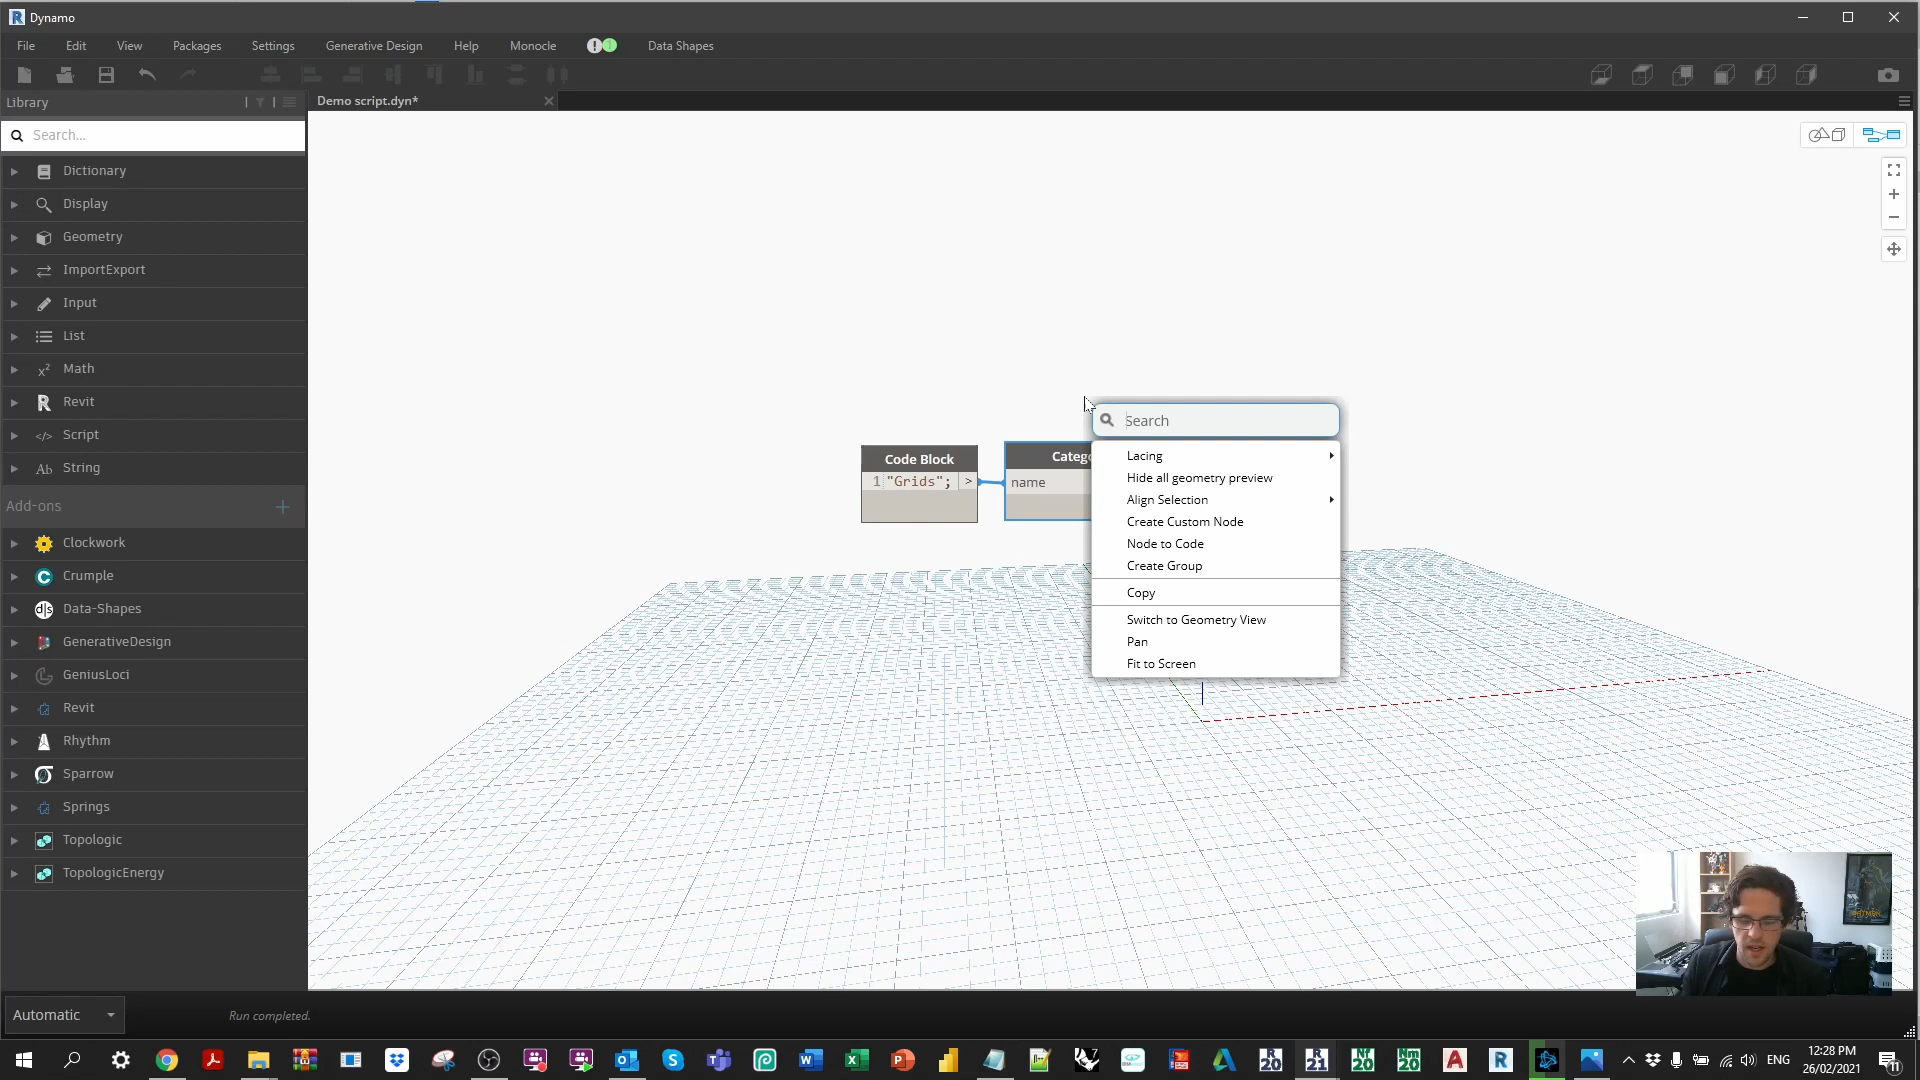 Dynamo
File Edit View Packages Settings Generative Design Help Monocle ! 1 Data Shapes
Library
Demo script.dyn*
Search...
Dictionary
Display
Geometry
ImportExport
Input
List
Math
Revit
Script
String
Add-ons
Clockwork
Crumple
Data-Shapes
GenerativeDesign
GeniusLoci
Revit
Rhythm
Sparrow
Springs
Topologic
TopologicEnergy
Code Block
1 "Grids"; >
Catego
name
Search
Lacing
Hide all geometry preview
Align Selection
Create Custom Node
Node to Code
Create Group
Copy
Switch to Geometry View
Pan
Fit to Screen
Automatic
Run completed.
ENG
12:28 PM
26/02/2021